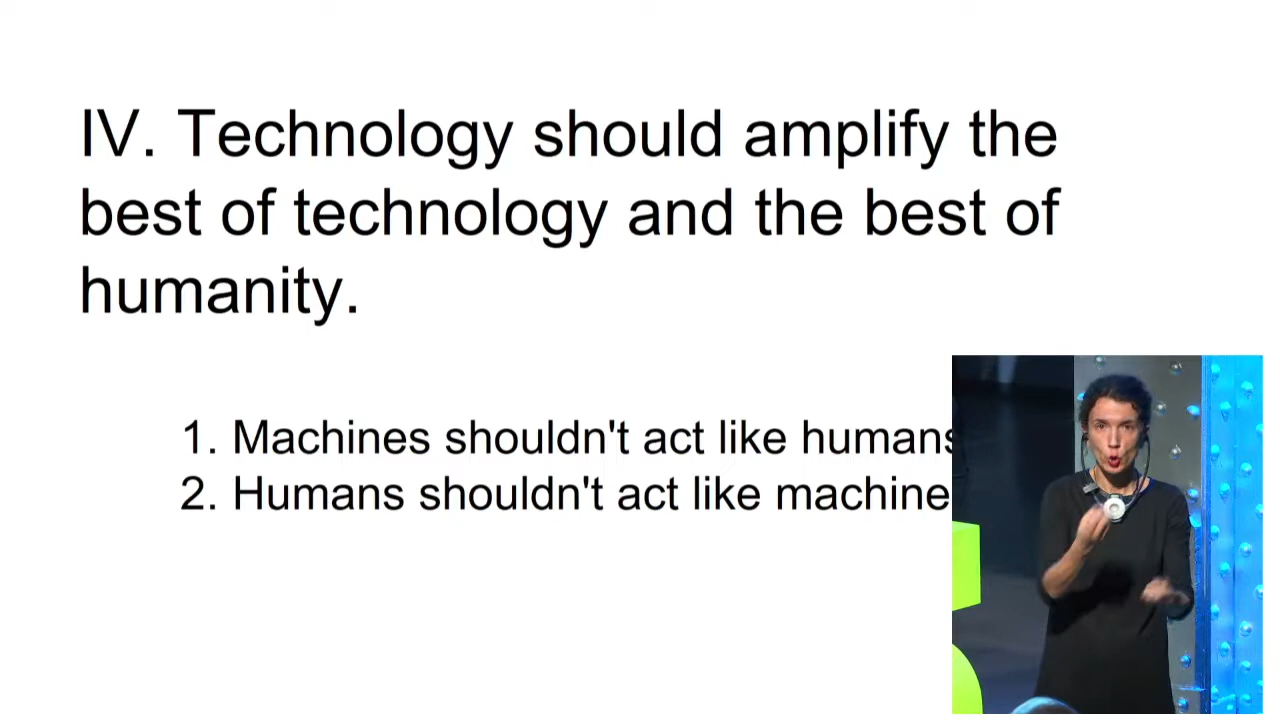 IV. Technology should amplify the
best of technology and the best of
humanity.
1. Machines shouldn't act like humans
2. Humans shouldn't act like machine